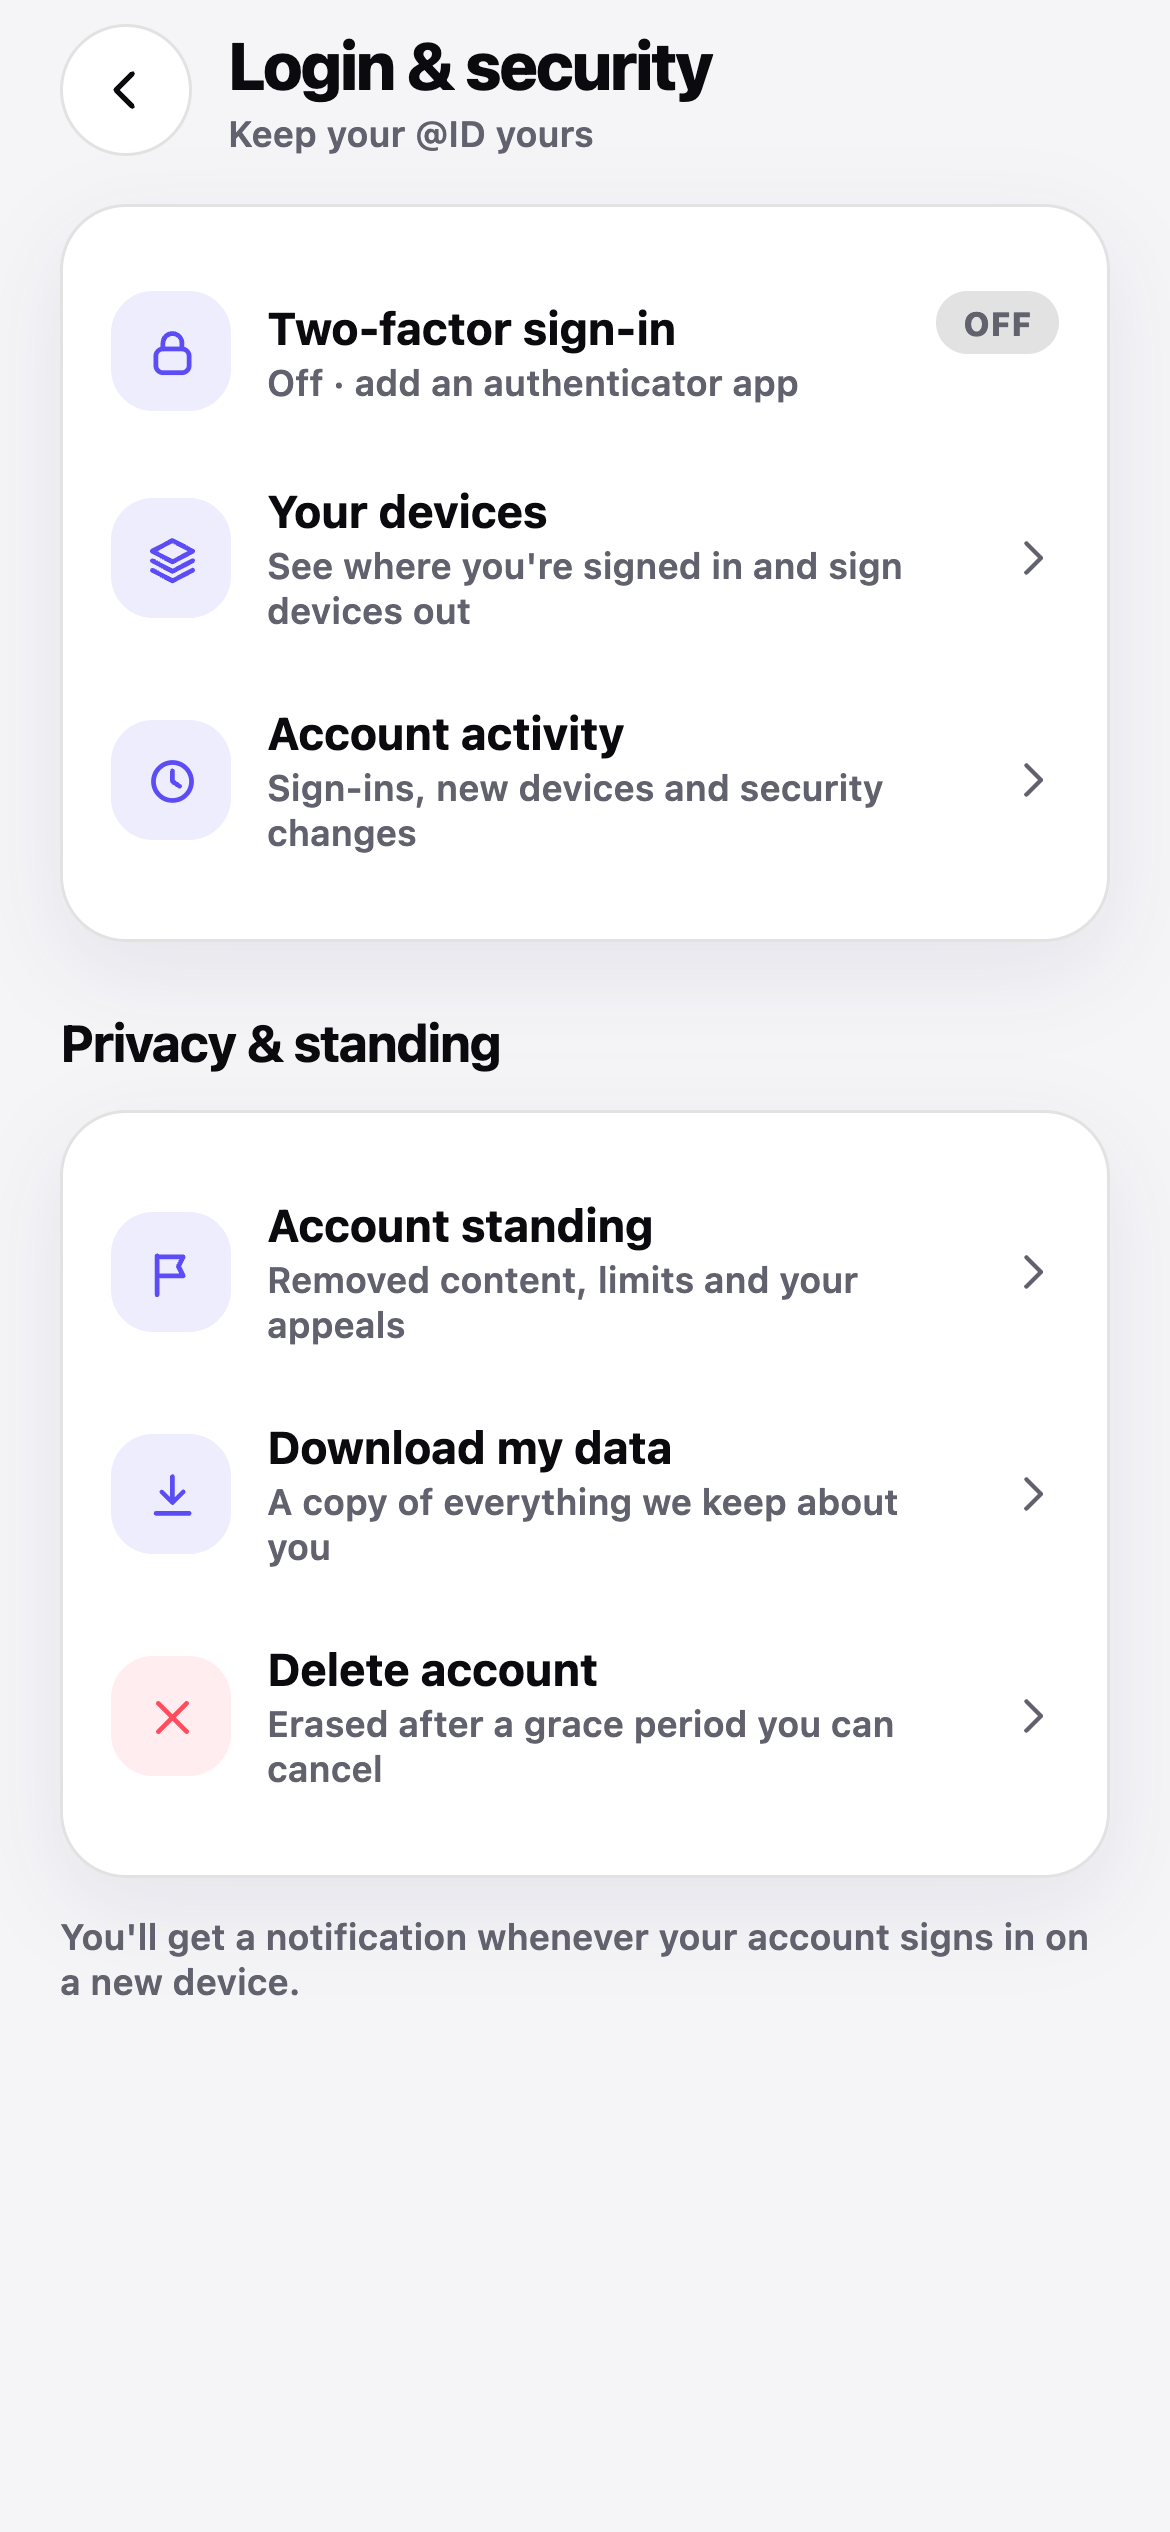 Login & security
Keep your @ID yours
Two-factor sign-in
OFF
Off · add an authenticator app
Your devices
See where you're signed in and sign
devices out
Account activity
Sign-ins, new devices and security
changes
Privacy & standing
Account standing
Removed content, limits and your
appeals
Download my data
A copy of everything we keep about
you
Delete account
Erased after a grace period you can
cancel
You'll get a notification whenever your account signs in on
a new device.